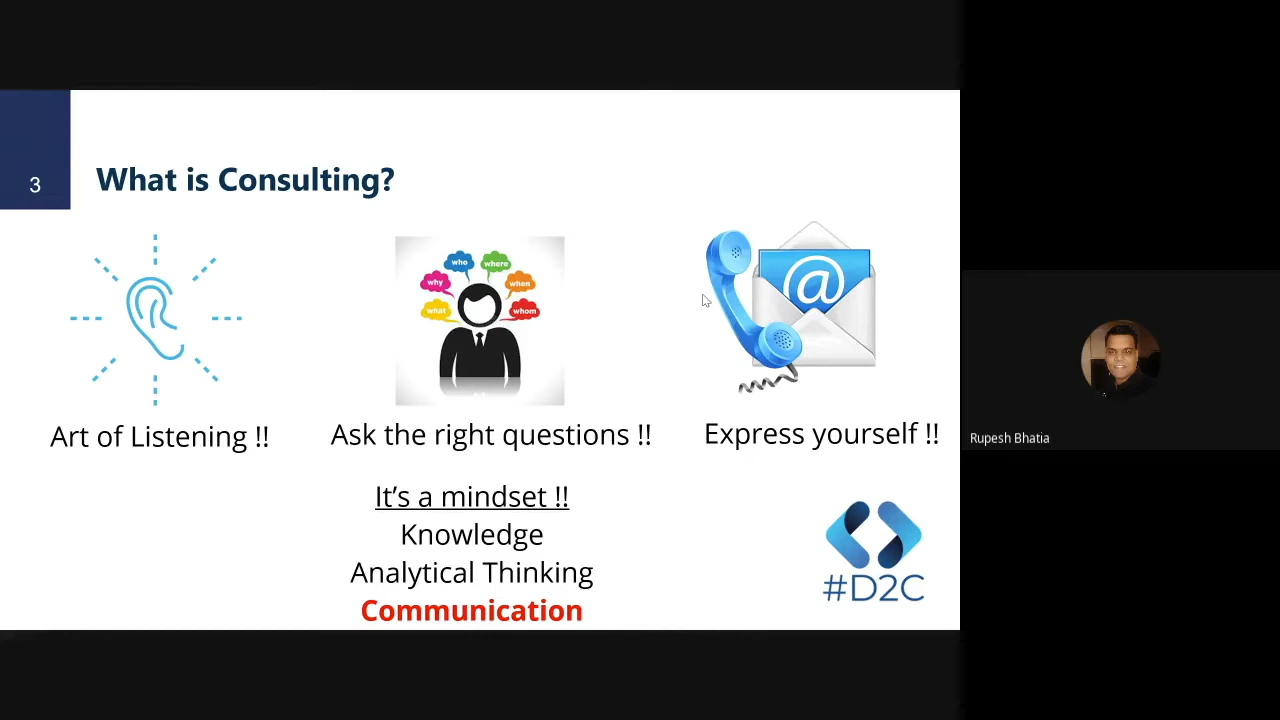 3
What is Consulting?
who
where
why
when
what
whom
@
Art of Listening !!
Ask the right questions !!
Express yourself !!
It's a mindset !!
Knowledge
Analytical Thinking
Communication
#D2C
Rupesh Bhatia